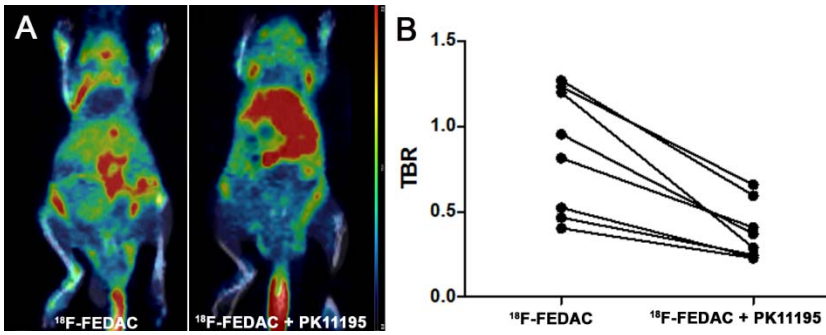 A
¹⁸F-FEDAC
¹⁸F-FEDAC + PK11195
B
TBR
1.5
1.0
0.5
0.0
¹⁸F-FEDAC
¹⁸F-FEDAC + PK11195